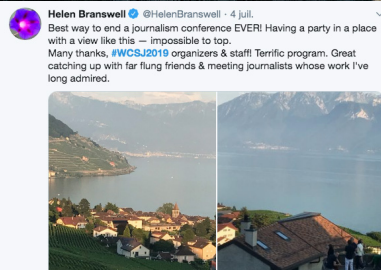 Helen Branswell @HelenBranswell · 4 juil.
Best way to end a journalism conference EVER! Having a party in a place
with a view like this — impossible to top.
Many thanks, #WCSJ2019 organizers & staff! Terrific program. Great
catching up with far flung friends & meeting journalists whose work I've
long admired.